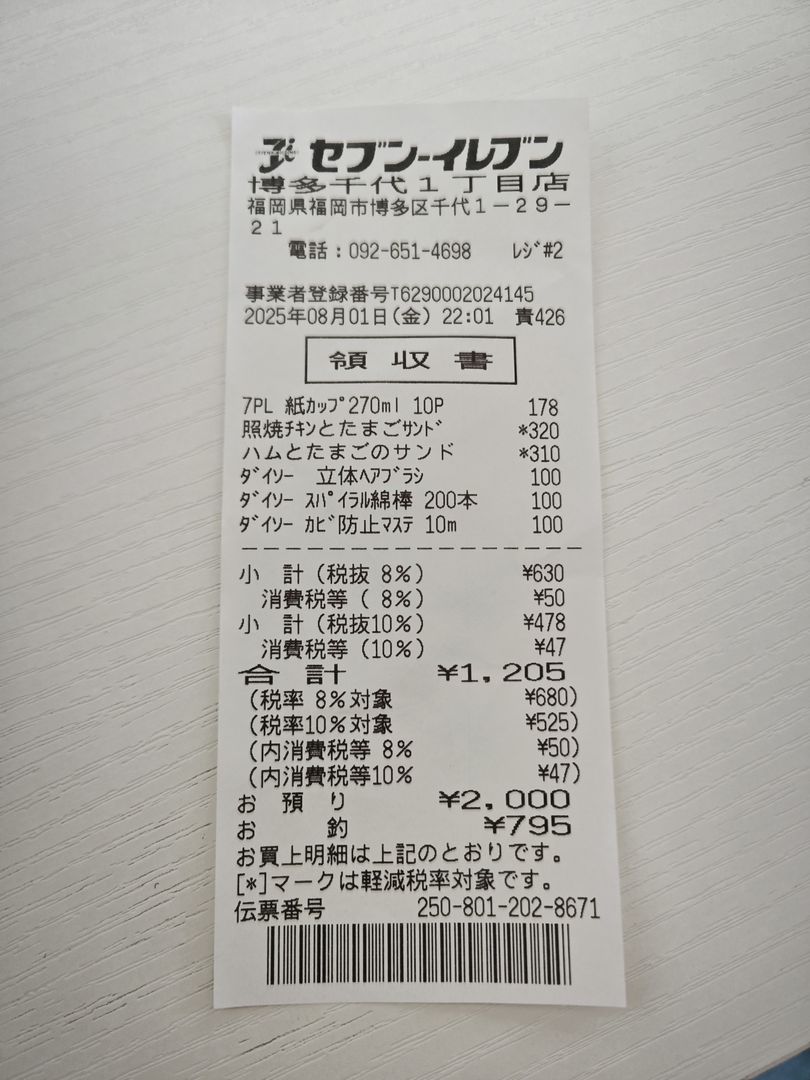 セブン-イレブン
博多千代1丁目店
福岡県福岡市博多区千代1-29-
21
電話:092-651-4698 レジ#2
事業者登録番号T6290002024145
2025年08月01日(金) 22:01 責426
領収書
7PL 紙カップ270ml 10P 178
照焼チキンとたまごサンド *320
ハムとたまごのサンド *310
ダイソー 立体ヘアブラシ 100
ダイソー スパイラル綿棒 200本 100
ダイソー カビ防止マステ 10m 100
小 計(税抜 8%) ¥630
消費税等( 8%) ¥50
小 計(税抜10%) ¥478
消費税等(10%) ¥47
合 計 ¥1,205
(税率 8%対象 ¥680)
(税率10%対象 ¥525)
(内消費税等 8% ¥50)
(内消費税等10% ¥47)
お 預 り ¥2,000
お 釣 ¥795
お買上明細は上記のとおりです。
[*]マークは軽減税率対象です。
伝票番号 250-801-202-8671